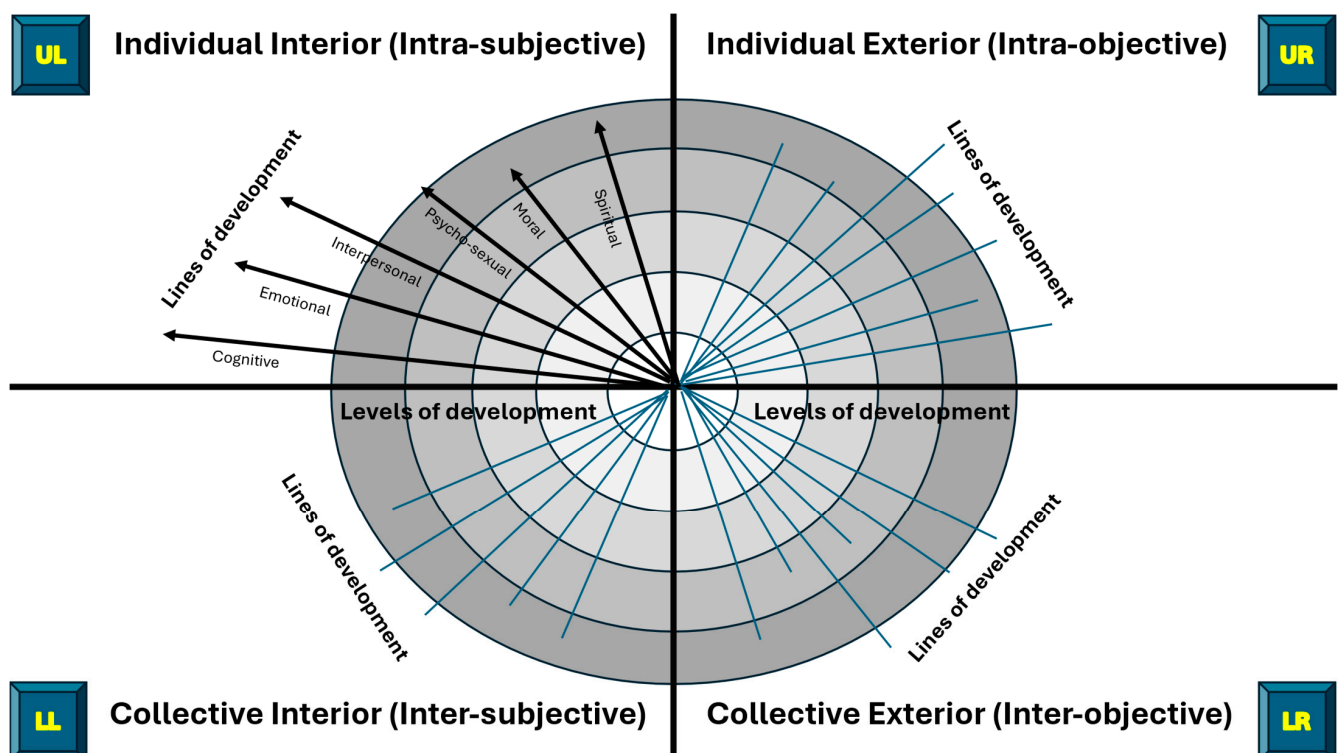 UL
Individual Interior (Intra-subjective)
Individual Exterior (Intra-objective)
UR
Lines of development
Cognitive
Emotional
Interpersonal
Psycho-sexual
Moral
Spiritual
Lines of development
Levels of development
Levels of development
Lines of development
Lines of development
LL
Collective Interior (Inter-subjective)
Collective Exterior (Inter-objective)
LR